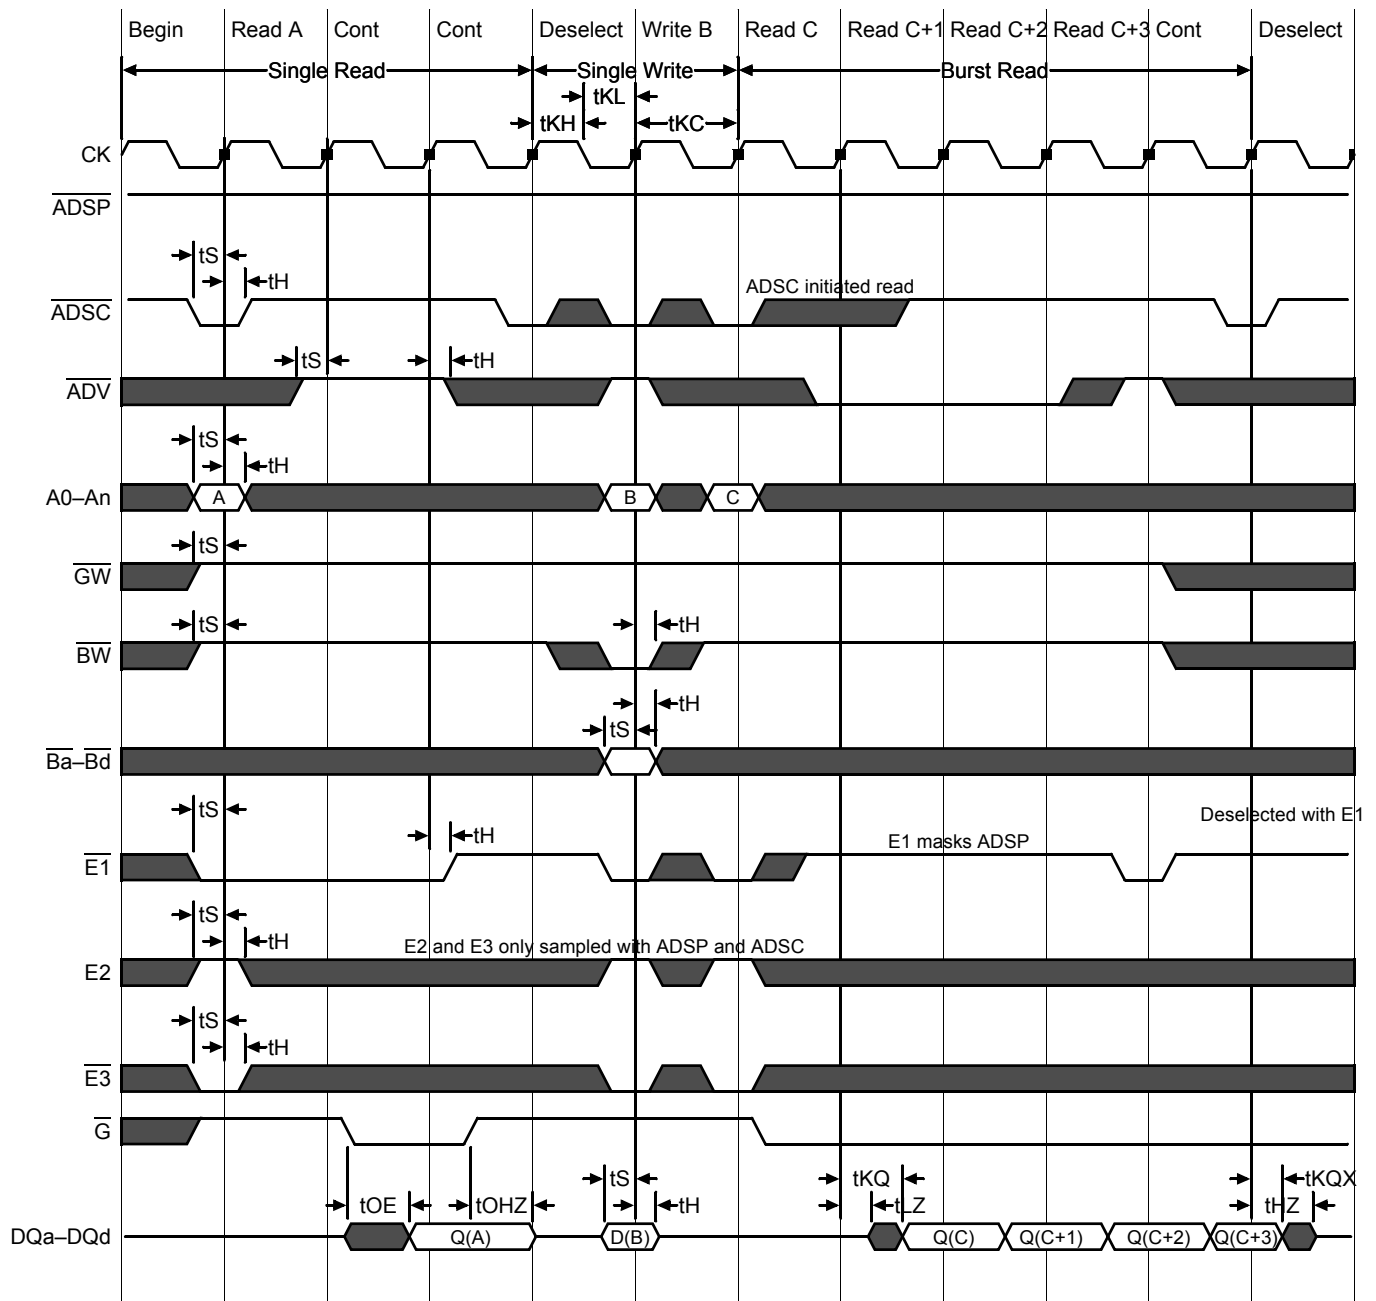 Begin Read A Cont Cont Deselect Write B Read C Read C+1 Read C+2 Read C+3 Cont Deselect
Single Read Single Write Burst Read
tKL
tKH tKC
CK
ADSP
tS
tH
ADSC initiated read
ADSC
tS tH
ADV
tS
tH
A0–An A B C
tS
GW
tS tH
BW
tH
tS
Ba–Bd
tS
Deselected with E1
tH
E1 masks ADSP
E1
tS
tH
E2 and E3 only sampled with ADSP and ADSC
E2
tS
tH
E3
G
tS tKQ tKQX
tOE tOHZ tH tLZ tHZ
DQa–DQd Q(A) D(B) Q(C) Q(C+1) Q(C+2) Q(C+3)